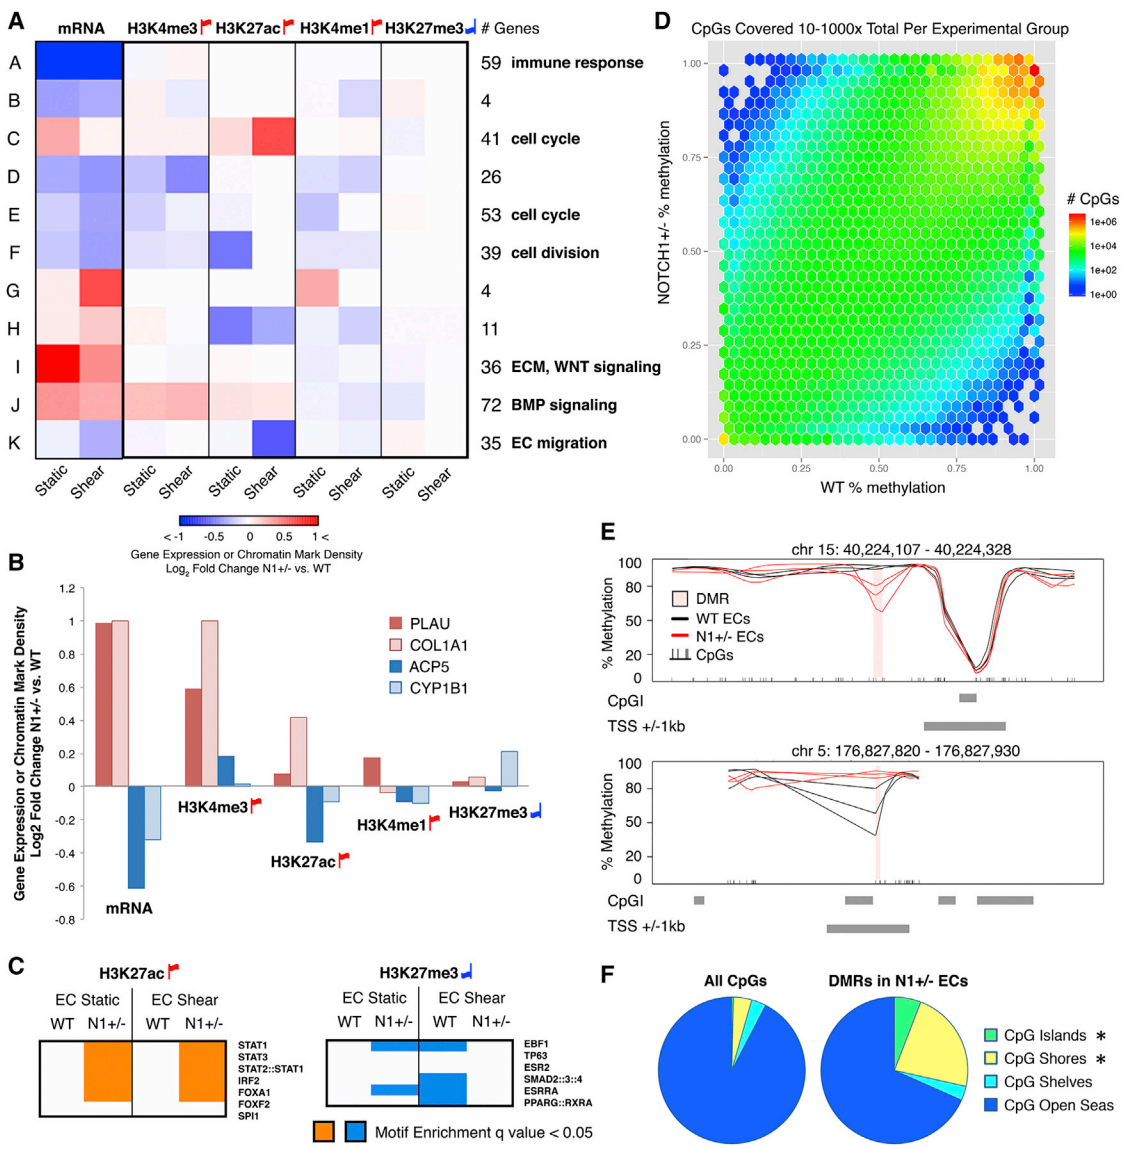 A
mRNA H3K4me3 H3K27ac H3K4me1 H3K27me3 # Genes
A 59 immune response
B 4
C 41 cell cycle
D 26
E 53 cell cycle
F 39 cell division
G 4
H 11
I 36 ECM, WNT signaling
J 72 BMP signaling
K 35 EC migration
Static Shear Static Shear Static Shear Static Shear Static Shear
< -1 -0.5 0 0.5 1 <
Gene Expression or Chromatin Mark Density
Log2 Fold Change N1+/- vs. WT
B
Gene Expression or Chromatin Mark Density
Log2 Fold Change N1+/- vs. WT
1.2
1
0.8
0.6
0.4
0.2
0
-0.2
-0.4
-0.6
-0.8
PLAU
COL1A1
ACP5
CYP1B1
mRNA
H3K4me3
H3K27ac
H3K4me1
H3K27me3
C
H3K27ac
EC Static EC Shear
WT N1+/- WT N1+/-
STAT1
STAT3
STAT2::STAT1
IRF2
FOXA1
FOXF2
SPI1
H3K27me3
EC Static EC Shear
WT N1+/- WT N1+/-
EBF1
TP63
ESR2
SMAD2::3::4
ESRRA
PPARG::RXRA
Motif Enrichment q value < 0.05
D
CpGs Covered 10-1000x Total Per Experimental Group
NOTCH1+/- % methylation
1.00
0.75
0.50
0.25
0.00
0.00 0.25 0.50 0.75 1.00
WT % methylation
# CpGs
1e+06
1e+04
1e+02
1e+00
E
chr 15: 40,224,107 - 40,224,328
% Methylation
100
80
50
20
0
DMR
WT ECs
N1+/- ECs
CpGs
CpGI
TSS +/-1kb
chr 5: 176,827,820 - 176,827,930
% Methylation
100
80
50
20
0
CpGI
TSS +/-1kb
F
All CpGs DMRs in N1+/- ECs
CpG Islands *
CpG Shores *
CpG Shelves
CpG Open Seas